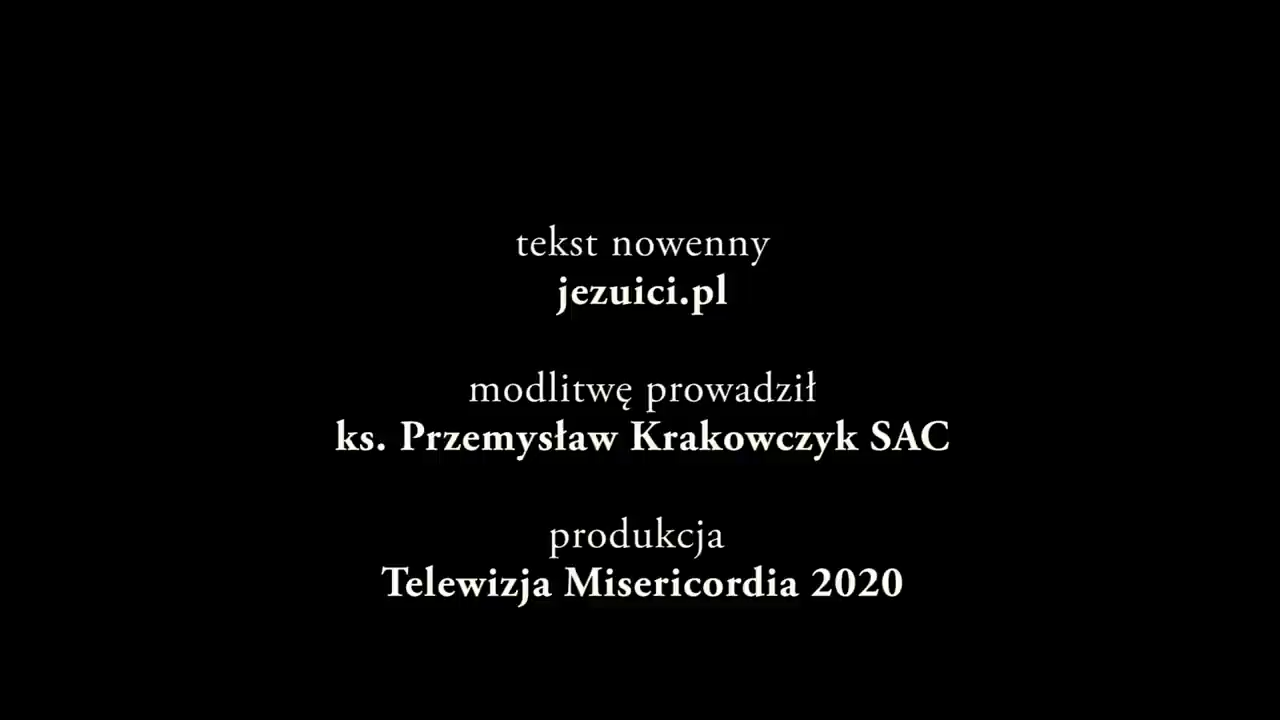 tekst nowenny
jezuici.pl
modlitwę prowadził
ks. Przemysław Krakowczyk SAC
produkcja
Telewizja Misericordia 2020